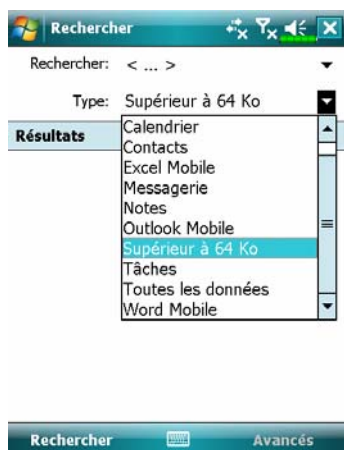 Rechercher
Rechercher: < ... >
Type: Supérieur à 64 Ko
Résultats
Calendrier
Contacts
Excel Mobile
Messagerie
Notes
Outlook Mobile
Supérieur à 64 Ko
Tâches
Toutes les données
Word Mobile
Rechercher Avancés